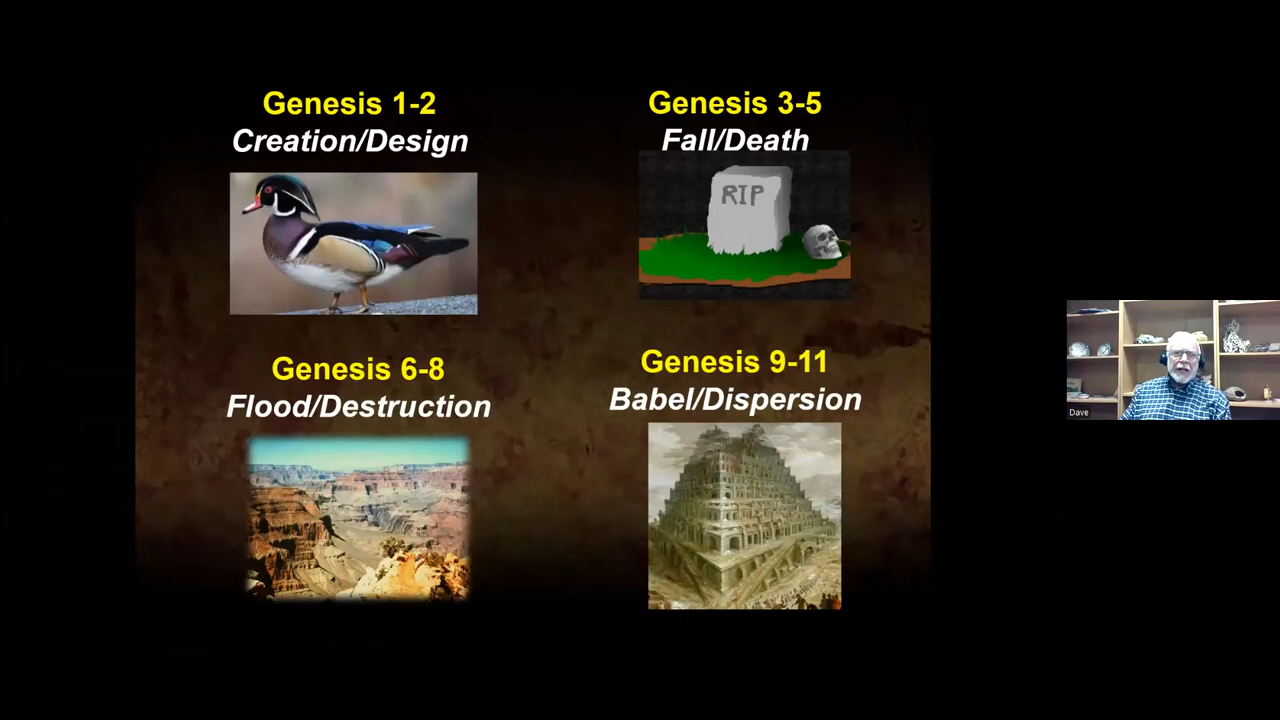 Genesis 1-2
Creation/Design
Genesis 3-5
Fall/Death
RIP
Genesis 6-8
Flood/Destruction
Genesis 9-11
Babel/Dispersion
Dave